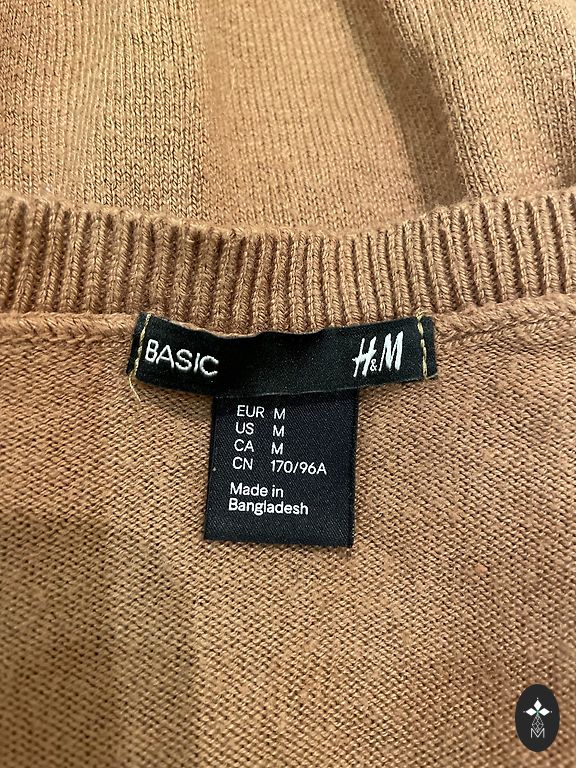 BASIC H&M
EUR M
US M
CA M
CN 170/96A
Made in
Bangladesh
M